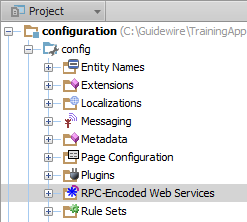 Project
configuration (C:\Guidewire\TrainingApp
config
Entity Names
Extensions
Localizations
Messaging
Metadata
Page Configuration
Plugins
RPC-Encoded Web Services
Rule Sets